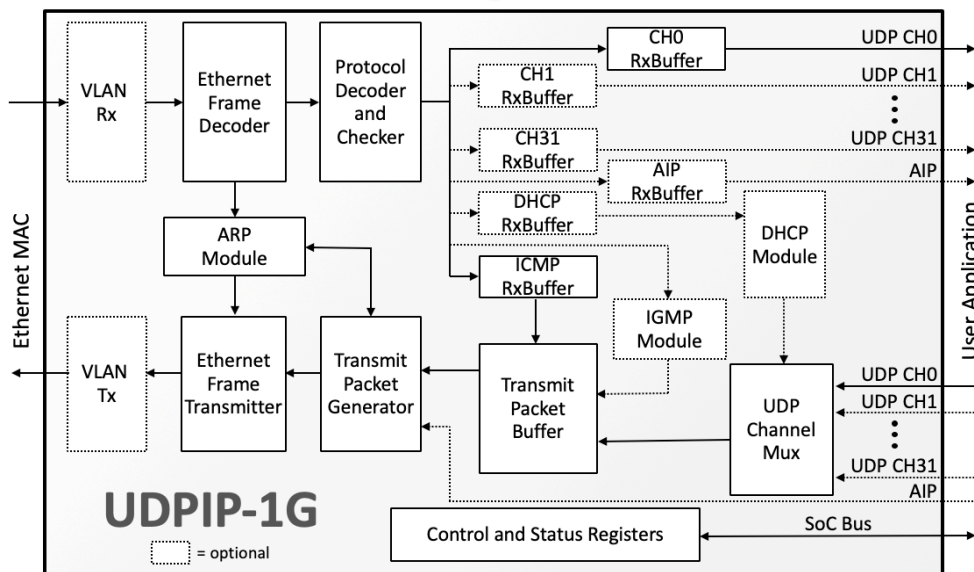 UDP CH0
CH0
RxBuffer
VLAN
Rx
Ethernet
Frame
Decoder
Protocol
Decoder
and
Checker
CH1
RxBuffer
UDP CH1
CH31
RxBuffer
UDP CH31
AIP
RxBuffer
AIP
DHCP
RxBuffer
DHCP
Module
ARP
Module
ICMP
RxBuffer
IGMP
Module
Ethernet MAC
User Application
VLAN
Tx
Ethernet
Frame
Transmitter
Transmit
Packet
Generator
Transmit
Packet
Buffer
UDP
Channel
Mux
UDP CH0
UDP CH1
UDP CH31
AIP
UDPIP-1G
= optional
Control and Status Registers
SoC Bus